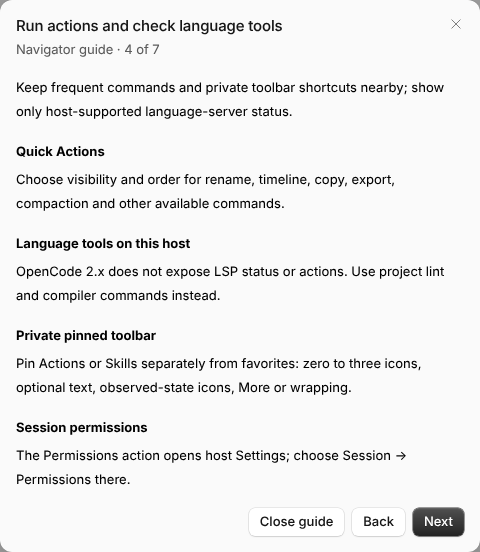 Run actions and check language tools
Navigator guide · 4 of 7
Keep frequent commands and private toolbar shortcuts nearby; show
only host-supported language-server status.
Quick Actions
Choose visibility and order for rename, timeline, copy, export,
compaction and other available commands.
Language tools on this host
OpenCode 2.x does not expose LSP status or actions. Use project lint
and compiler commands instead.
Private pinned toolbar
Pin Actions or Skills separately from favorites: zero to three icons,
optional text, observed-state icons, More or wrapping.
Session permissions
The Permissions action opens host Settings; choose Session →
Permissions there.
Close guide
Back
Next